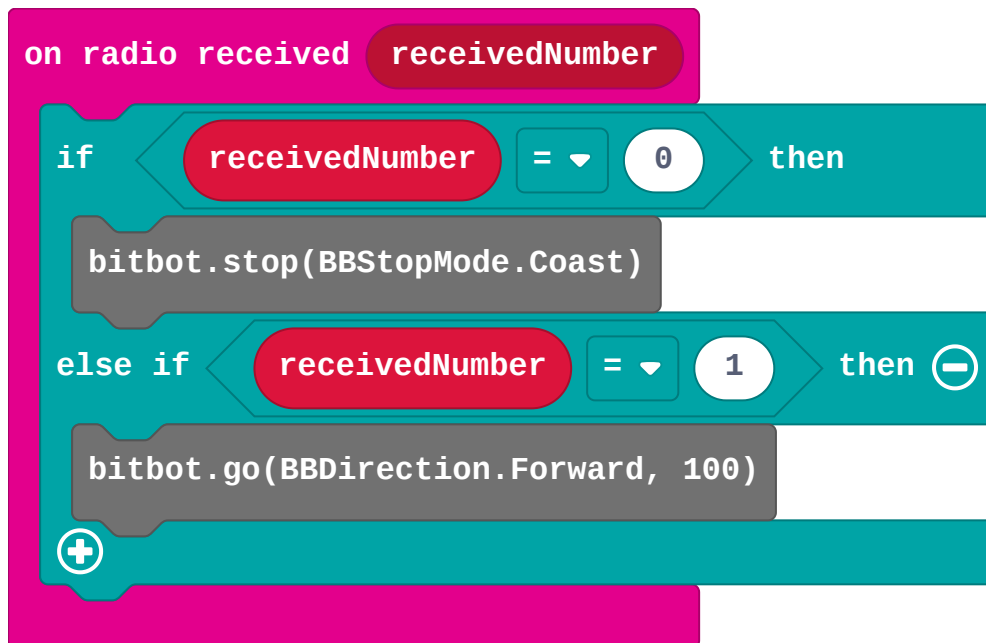 on radio received receivedNumber
if receivedNumber = 0 then
bitbot.stop(BBStopMode.Coast)
else if receivedNumber = 1 then
bitbot.go(BBDirection.Forward, 100)